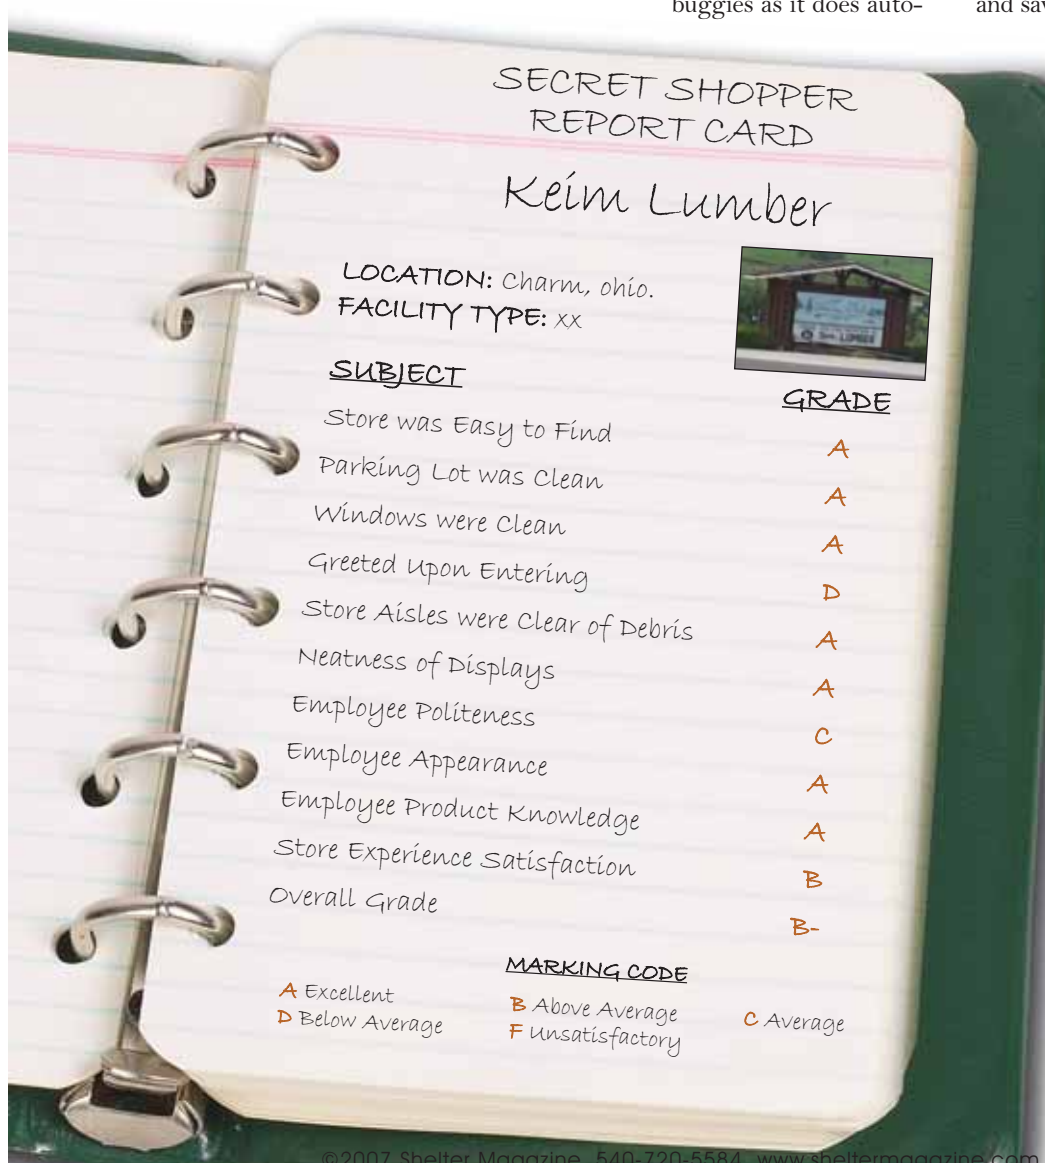 buggies as it does auto-
SECRET SHOPPER
REPORT CARD
Keim Lumber
LOCATION: Charm, ohio.
FACILITY TYPE: xx
LUMBER
SUBJECT GRADE
Store was Easy to Find A
Parking Lot was Clean A
Windows were Clean A
Greeted Upon Entering D
Store Aisles were Clear of Debris A
Neatness of Displays A
Employee Politeness C
Employee Appearance A
Employee Product Knowledge A
Store Experience Satisfaction B
Overall Grade B-
MARKING CODE
A Excellent B Above Average C Average
D Below Average F Unsatisfactory
©2007 Shelter Magazine 540-720-5584 www.sheltermagazine.com